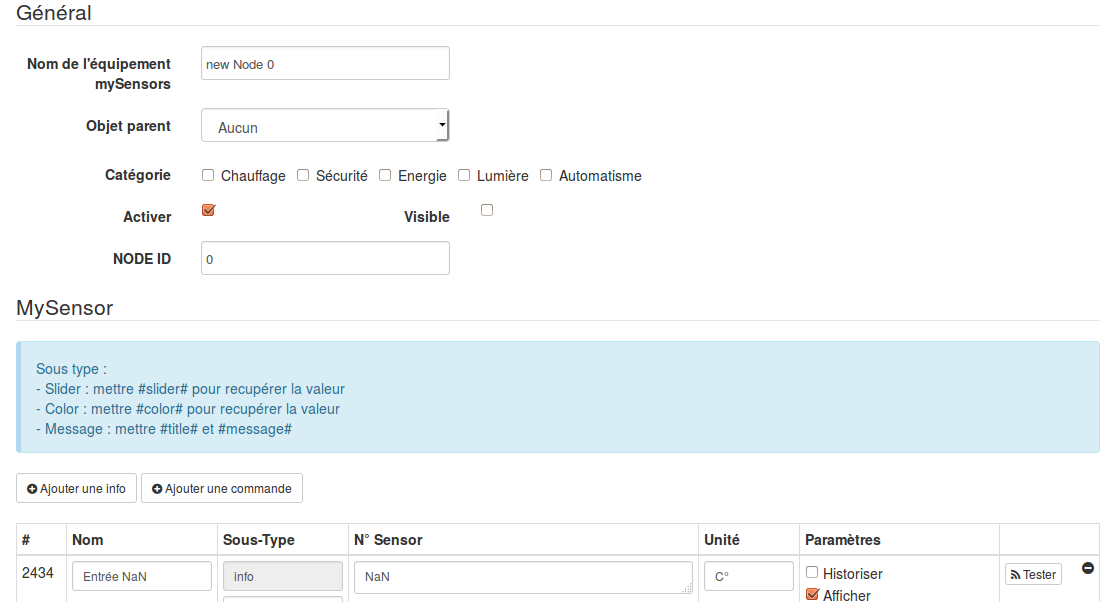 Général
Nom de l'équipement
mySensors
new Node 0
Objet parent
Aucun
Catégorie Chauffage Sécurité Energie Lumière Automatisme
Activer Visible
NODE ID
0
MySensor
Sous type :
- Slider : mettre #slider# pour recupérer la valeur
- Color : mettre #color# pour recupérer la valeur
- Message : mettre #title# et #message#
Ajouter une info Ajouter une commande
# Nom Sous-Type N° Sensor Unité Paramètres
2434 Entrée NaN info NaN C° Historiser Tester
Afficher